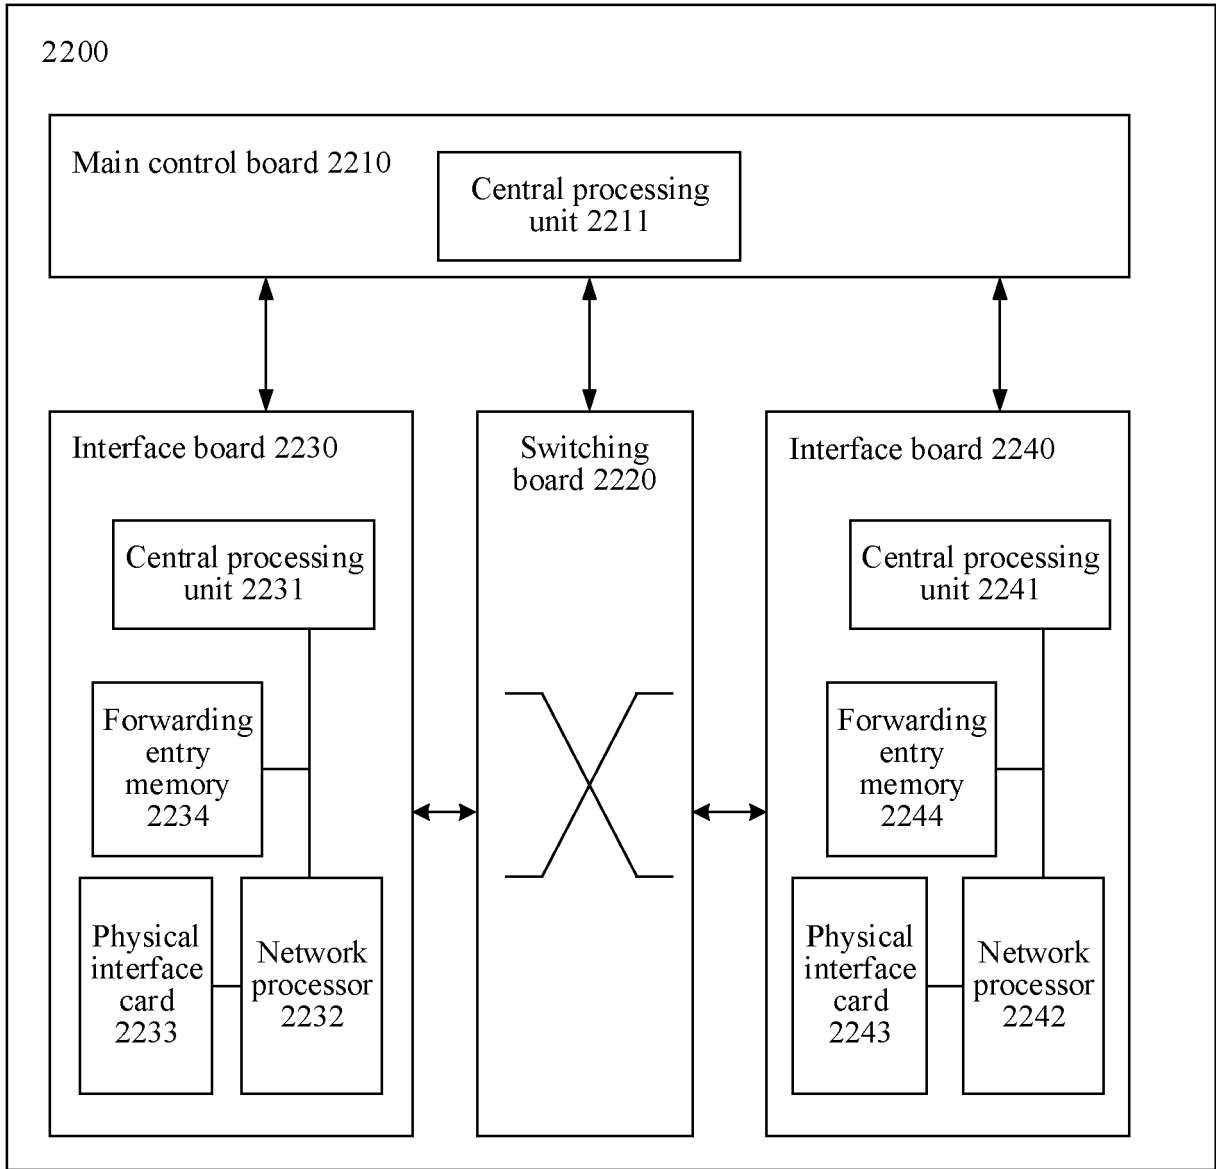 2200
Main control board 2210
Central processing
unit 2211
Interface board 2230
Central processing
unit 2231
Forwarding
entry
memory
2234
Physical
interface
card
2233
Network
processor
2232
Switching
board 2220
Interface board 2240
Central processing
unit 2241
Forwarding
entry
memory
2244
Physical
interface
card
2243
Network
processor
2242